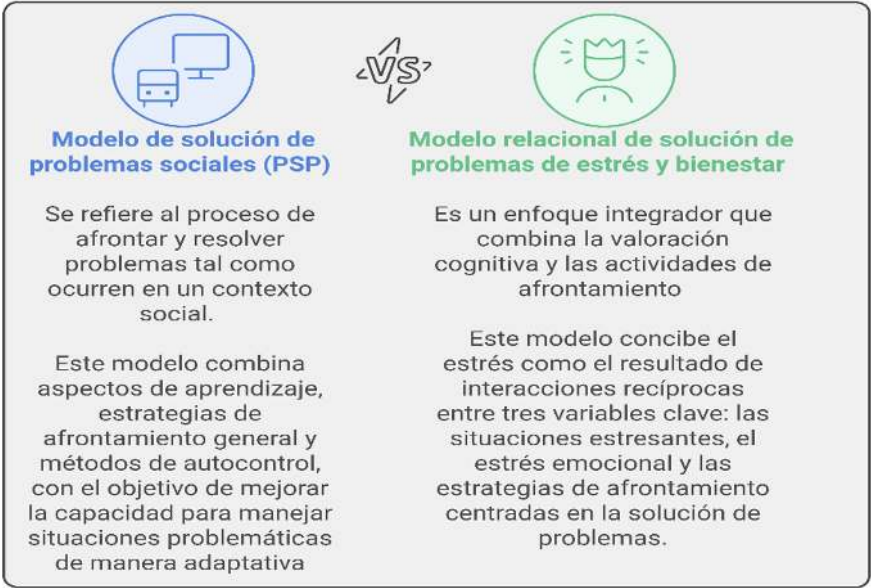 VS
Modelo de solución de
problemas sociales (PSP)
Se refiere al proceso de
afrontar y resolver
problemas tal como
ocurren en un contexto
social.
Este modelo combina
aspectos de aprendizaje,
estrategias de
afrontamiento general y
métodos de autocontrol,
con el objetivo de mejorar
la capacidad para manejar
situaciones problemáticas
de manera adaptativa
Modelo relacional de solución de
problemas de estrés y bienestar
Es un enfoque integrador que
combina la valoración
cognitiva y las actividades de
afrontamiento
Este modelo concibe el
estrés como el resultado de
interacciones recíprocas
entre tres variables clave: las
situaciones estresantes, el
estrés emocional y las
estrategias de afrontamiento
centradas en la solución de
problemas.